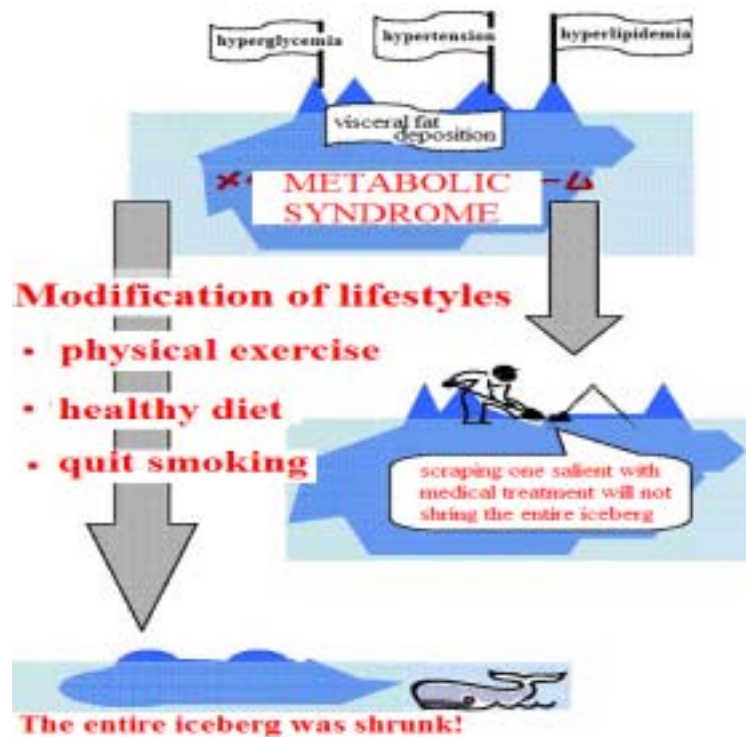 hyperglycemia
hypertension
hyperlipidemia
visceral fat
deposition
METABOLIC
SYNDROME
Modification of lifestyles
• physical exercise
• healthy diet
• quit smoking
scraping one salient with
medical treatment will not
shring the entire iceberg
The entire iceberg was shrunk!